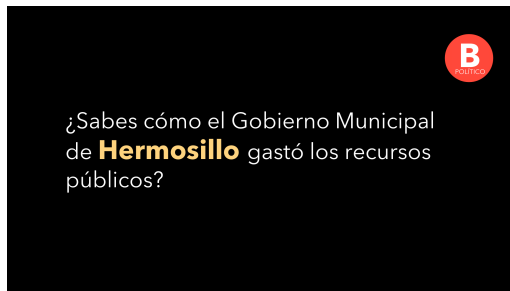 B
POLÍTICO
¿Sabes cómo el Gobierno Municipal
de Hermosillo gastó los recursos
públicos?